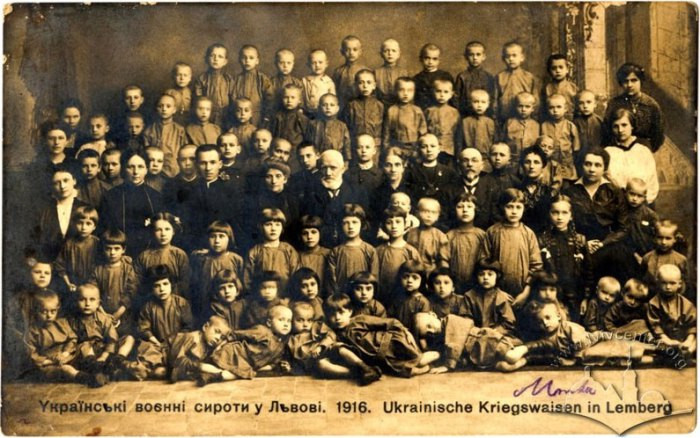 Українські воєнні сироти у Львові. 1916. Ukrainische Kriegswaisen in Lemberg